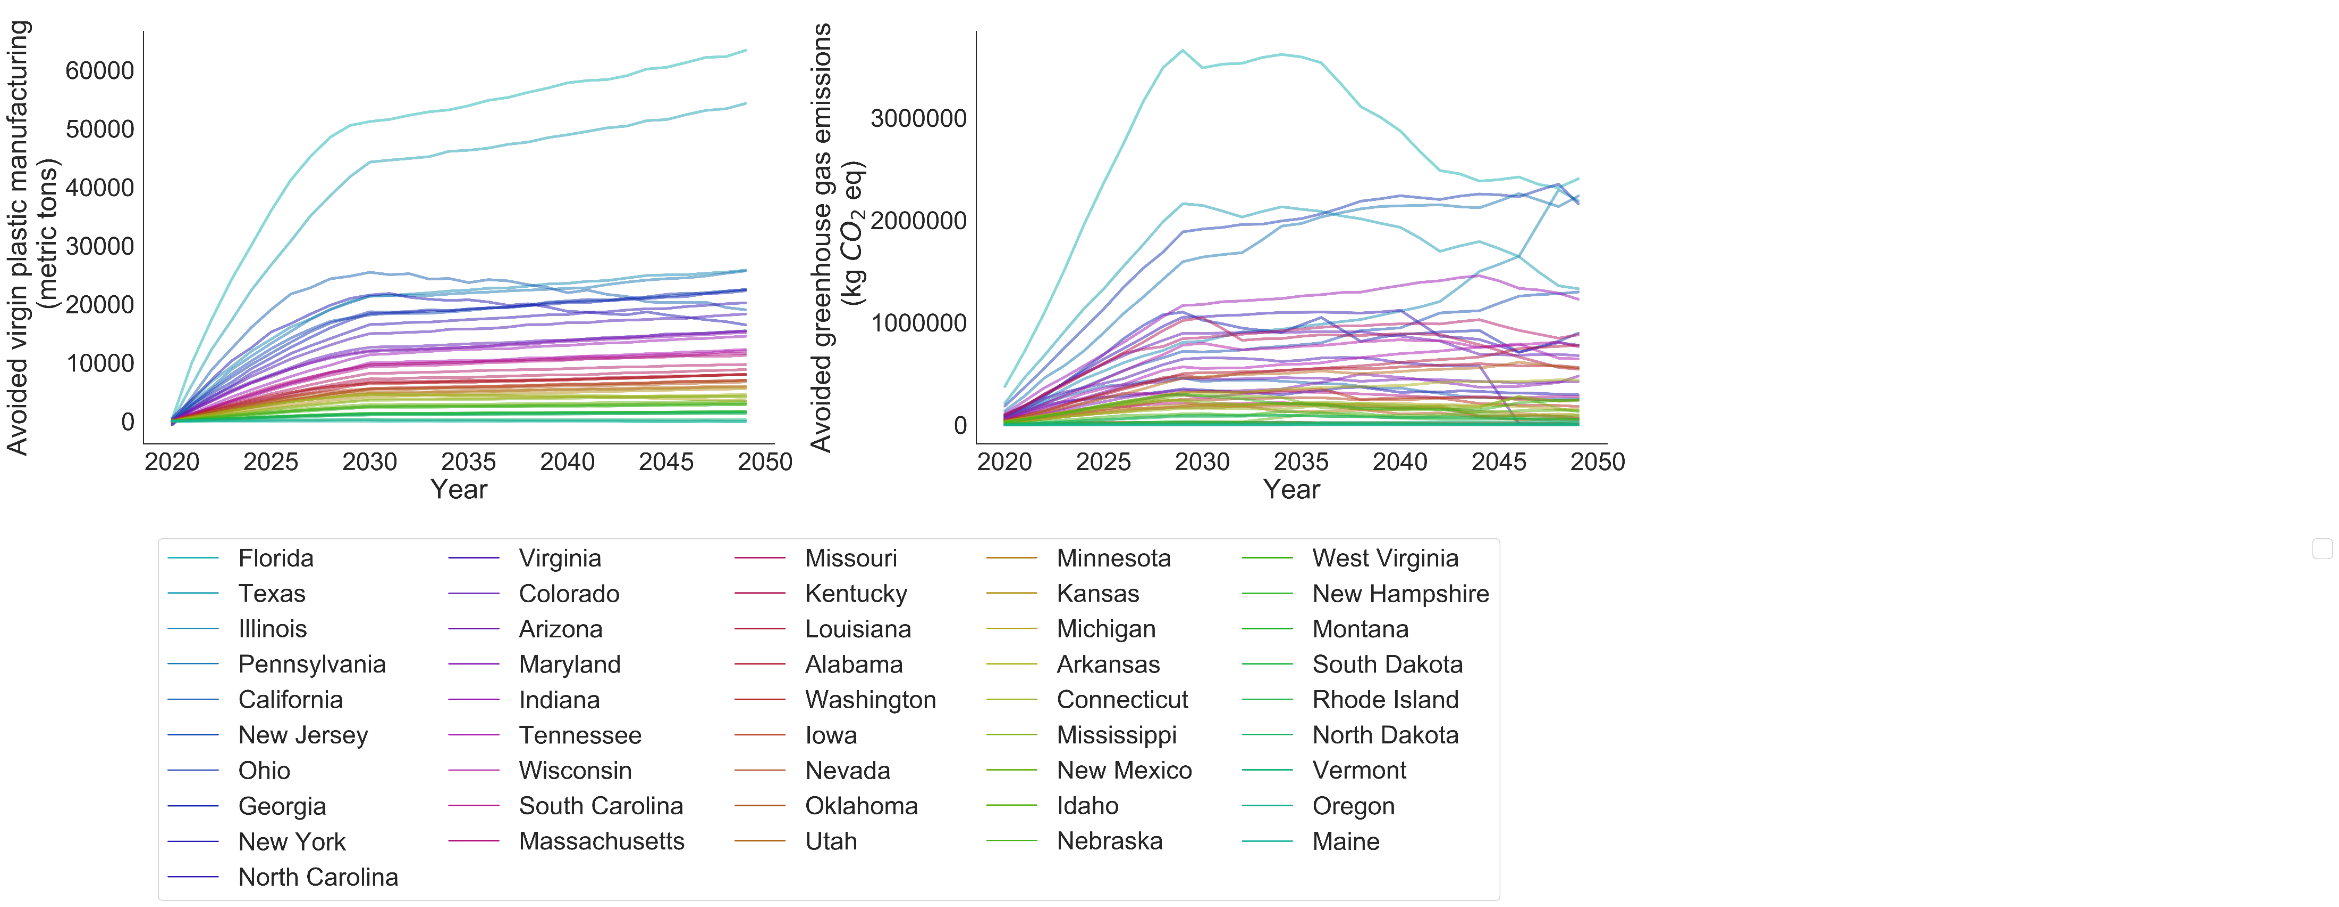 Avoided virgin plastic manufacturing
(metric tons)
60000
50000
40000
30000
20000
10000
0
2020 2025 2030 2035 2040 2045 2050
Year
Avoided greenhouse gas emissions
(kg CO₂ eq)
3000000
2000000
1000000
0
2020 2025 2030 2035 2040 2045 2050
Year
Florida
Texas
Illinois
Pennsylvania
California
New Jersey
Ohio
Georgia
New York
North Carolina
Virginia
Colorado
Arizona
Maryland
Indiana
Tennessee
Wisconsin
South Carolina
Massachusetts
Missouri
Kentucky
Louisiana
Alabama
Washington
Iowa
Nevada
Oklahoma
Utah
Minnesota
Kansas
Michigan
Arkansas
Connecticut
Mississippi
New Mexico
Idaho
Nebraska
West Virginia
New Hampshire
Montana
South Dakota
Rhode Island
North Dakota
Vermont
Oregon
Maine